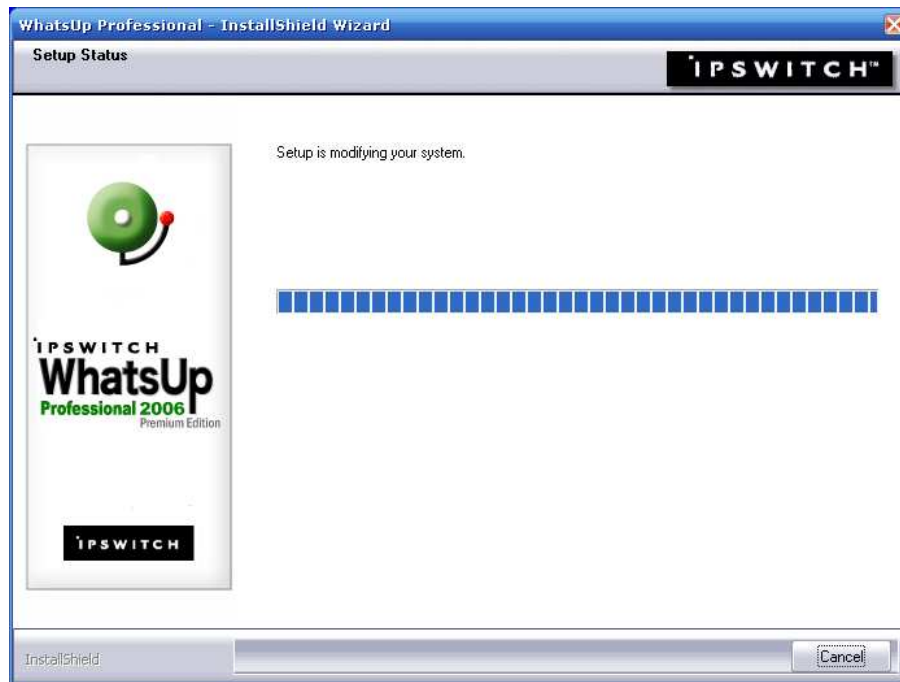 WhatsUp Professional - InstallShield Wizard
Setup Status
IPSWITCH™
Setup is modifying your system.
IPSWITCH
WhatsUp
Professional 2006
Premium Edition
IPSWITCH
InstallShield
Cancel